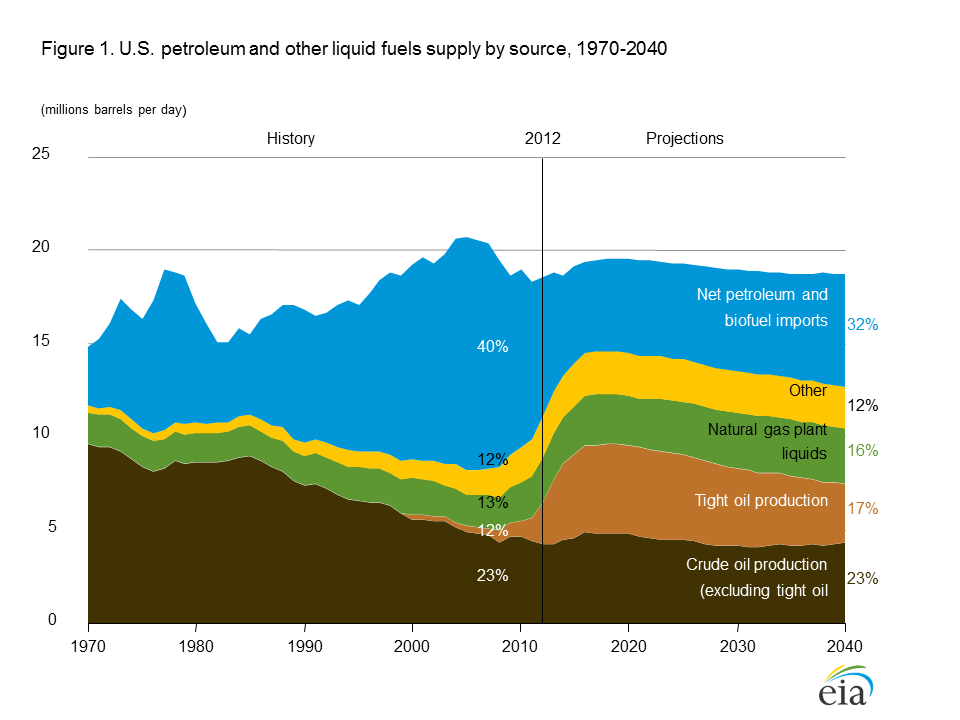 Figure 1. U.S. petroleum and other liquid fuels supply by source, 1970-2040
(millions barrels per day)
History 2012 Projections
25
20
15
10
5
0
Net petroleum and
biofuel imports
32%
40%
Other
12%
12%
Natural gas plant
liquids
16%
13%
Tight oil production
17%
12%
Crude oil production
(excluding tight oil
23%
23%
1970 1980 1990 2000 2010 2020 2030 2040
eia